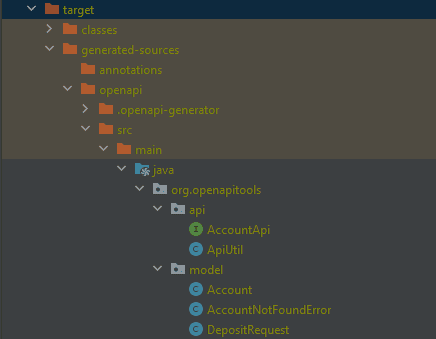 target
classes
generated-sources
annotations
openapi
.openapi-generator
src
main
java
org.openapitools
api
I AccountApi
C ApiUtil
model
C Account
C AccountNotFoundError
C DepositRequest